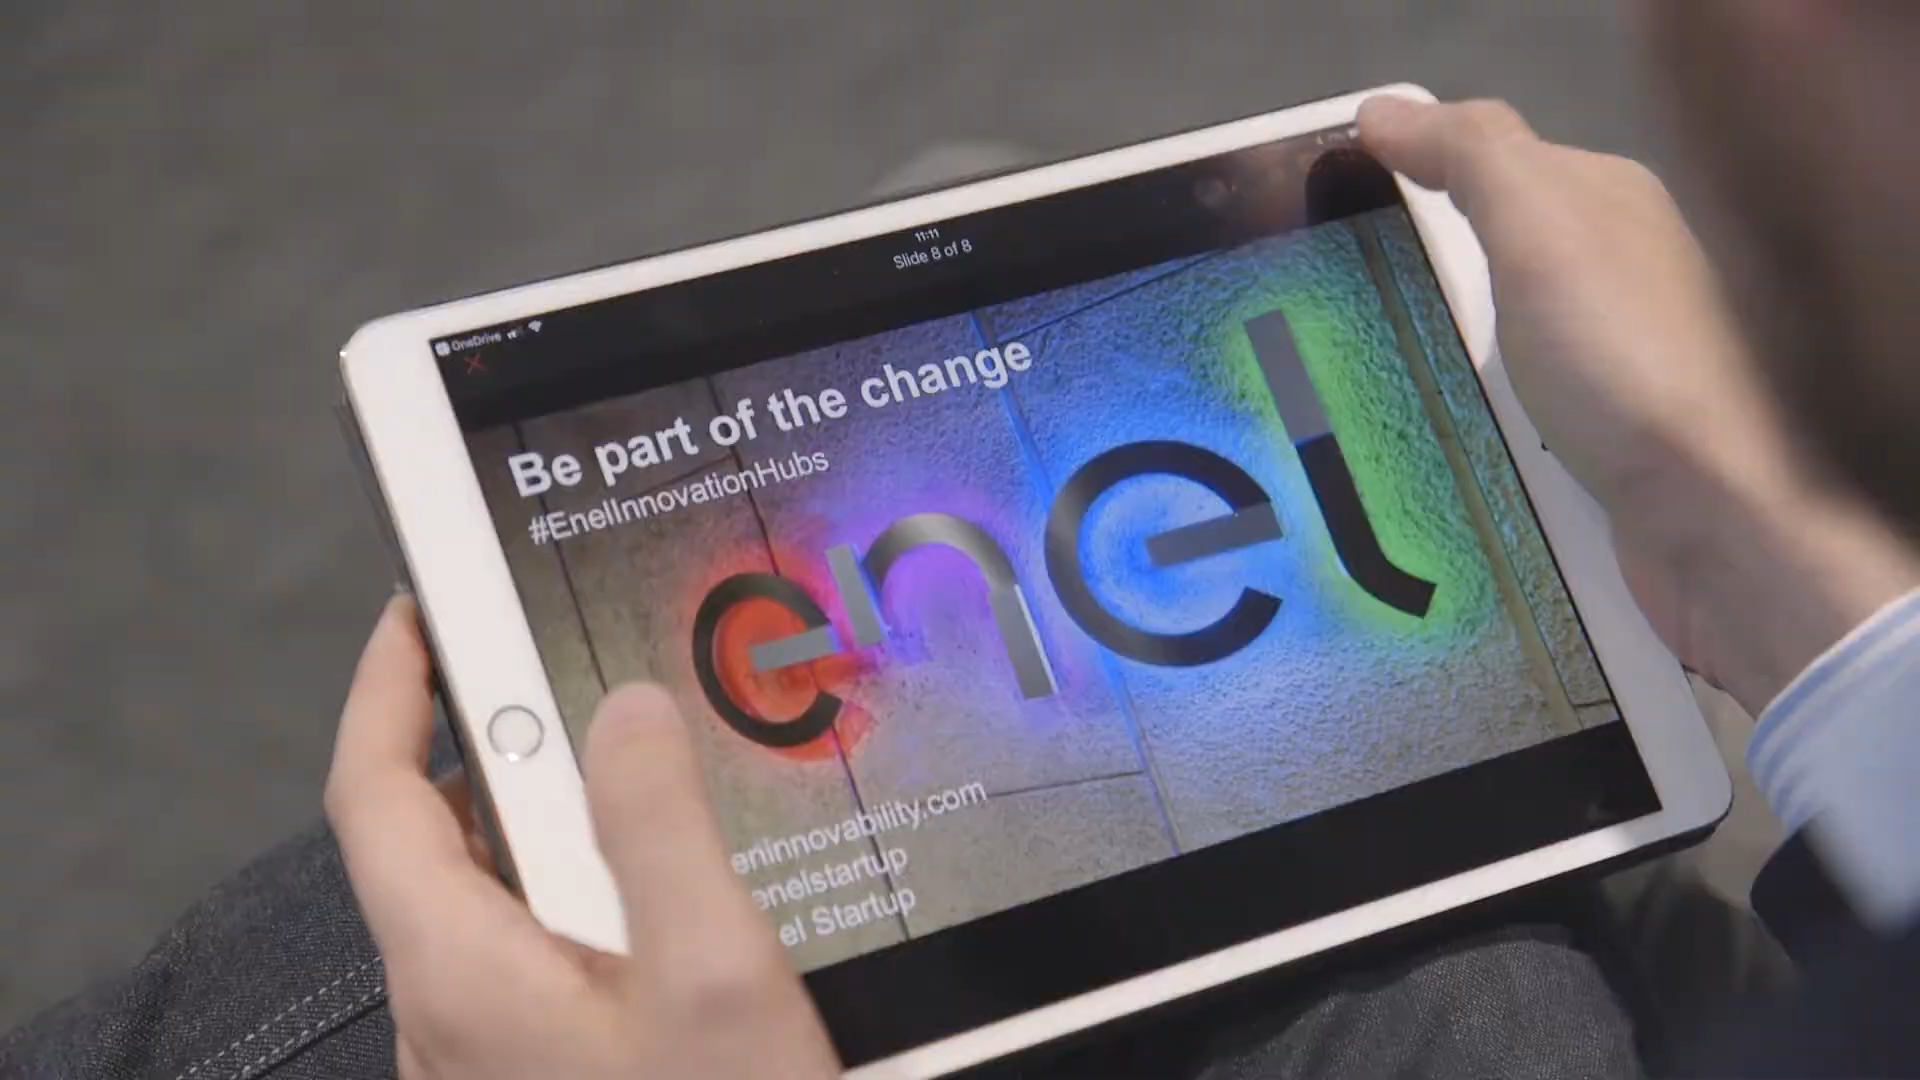 OneDrive
11:11
Slide 8 of 8
Be part of the change
#EnelInnovationHubs
enel
eninnovability.com
enelstartup
el Startup